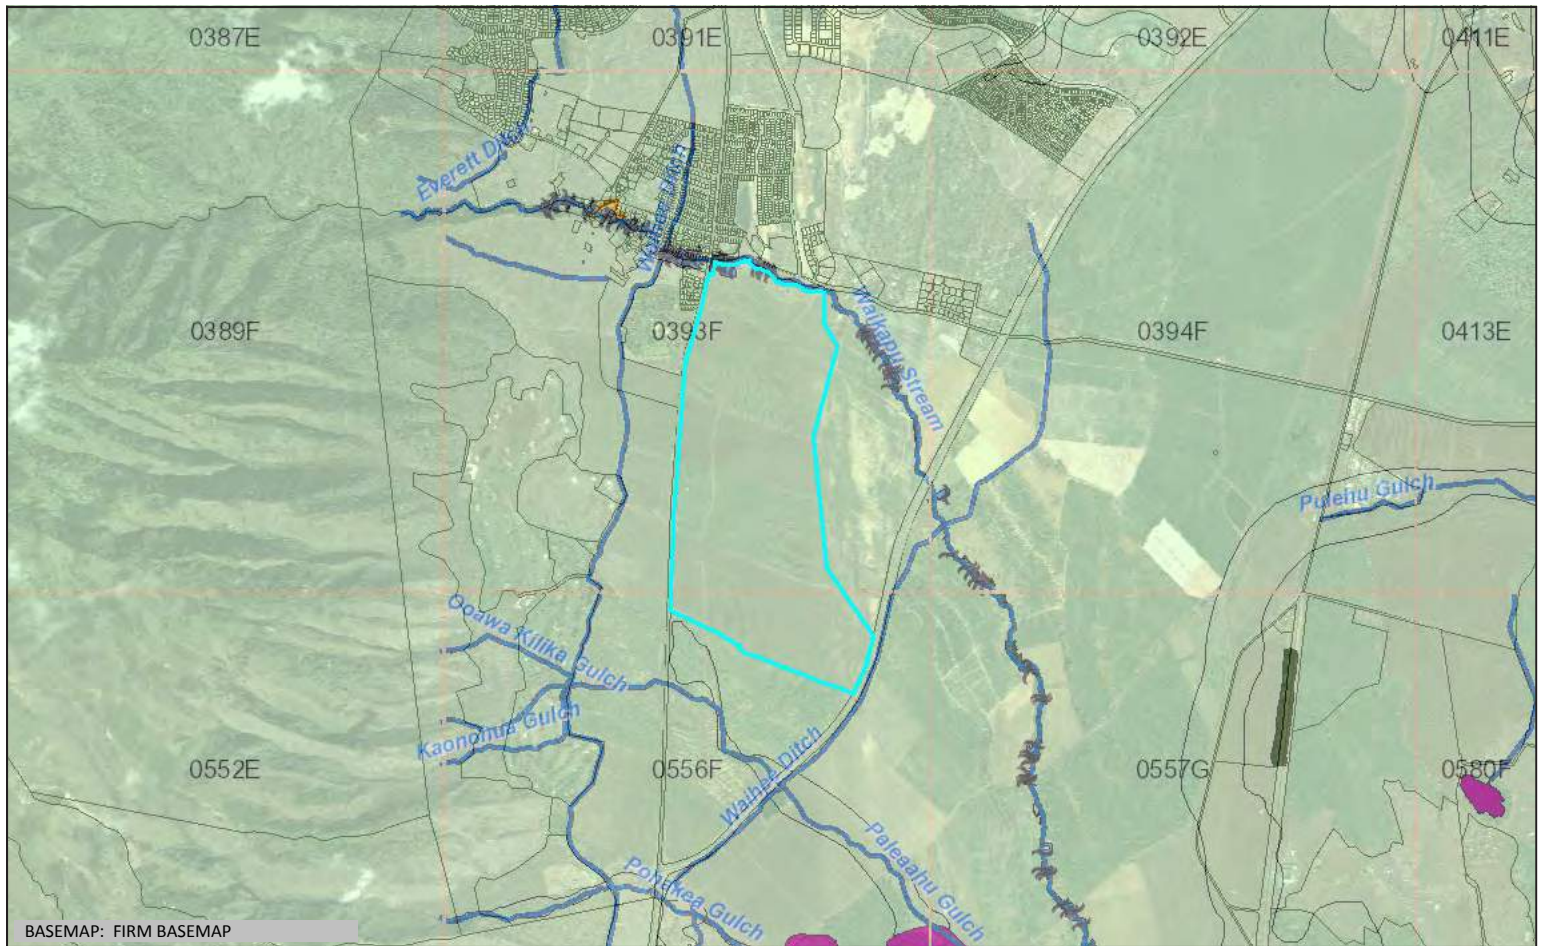 0387E
0391E
0392E
0411E
Everett Ditch
Waihee Ditch
0389F
0393F
Waikapu Stream
0394F
0413E
Pulehu Gulch
Ooawa Kilika Gulch
Kaonohua Gulch
0552E
0556F
Waihee Ditch
0557G
0580F
Paleaahu Gulch
Pohakea Gulch
BASEMAP: FIRM BASEMAP